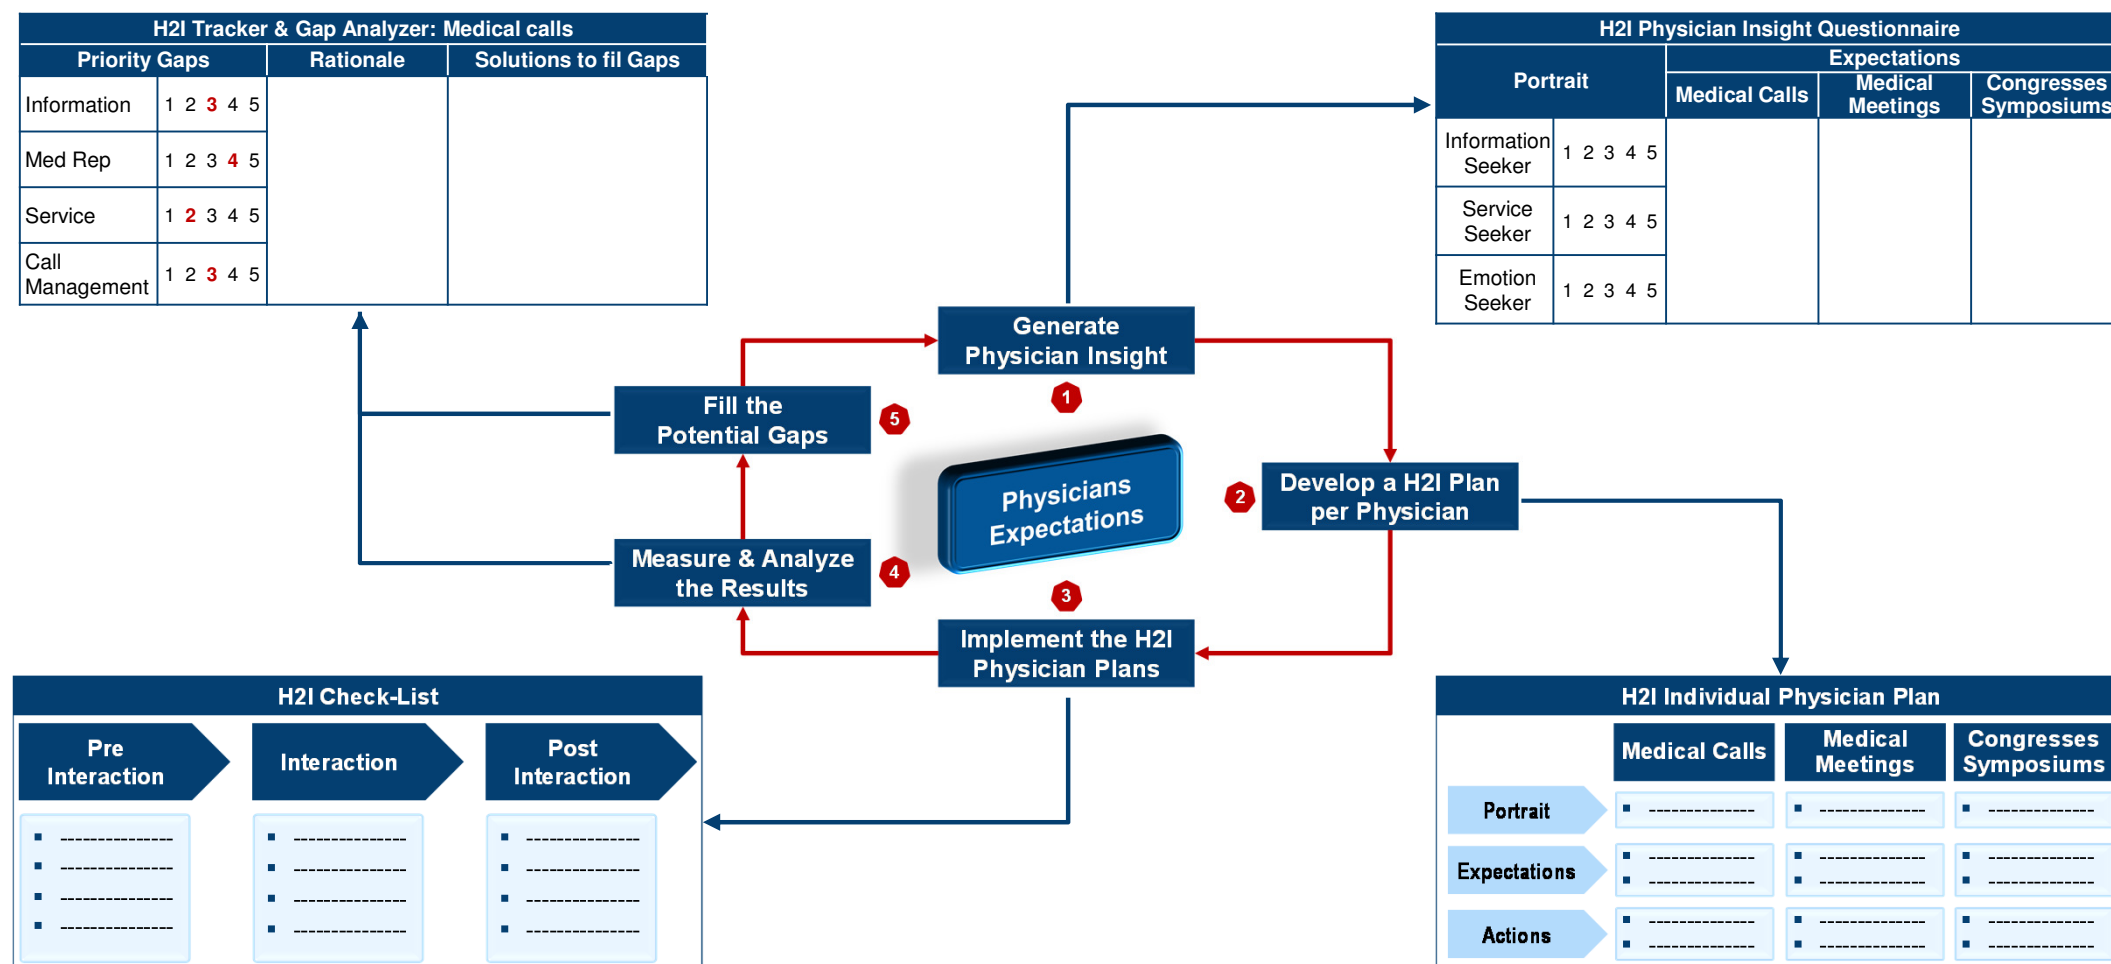 H2I Tracker & Gap Analyzer: Medical calls
Priority Gaps Rationale Solutions to fil Gaps
Information 1 2 3 4 5
Med Rep 1 2 3 4 5
Service 1 2 3 4 5
Call
Management 1 2 3 4 5
H2I Physician Insight Questionnaire
Portrait
Expectations
Medical Calls
Medical
Meetings
Congresses
Symposiums
Information
Seeker
1 2 3 4 5
Service
Seeker
1 2 3 4 5
Emotion
Seeker
1 2 3 4 5
Generate
Physician Insight
1
Fill the
Potential Gaps
5
Physicians
Expectations
2
Develop a H2I Plan
per Physician
Measure & Analyze
the Results
4
3
Implement the H2I
Physician Plans
H2I Check-List
Pre
Interaction
Interaction
Post
Interaction
H2I Individual Physician Plan
Medical Calls
Medical
Meetings
Congresses
Symposiums
Portrait
Expectations
Actions